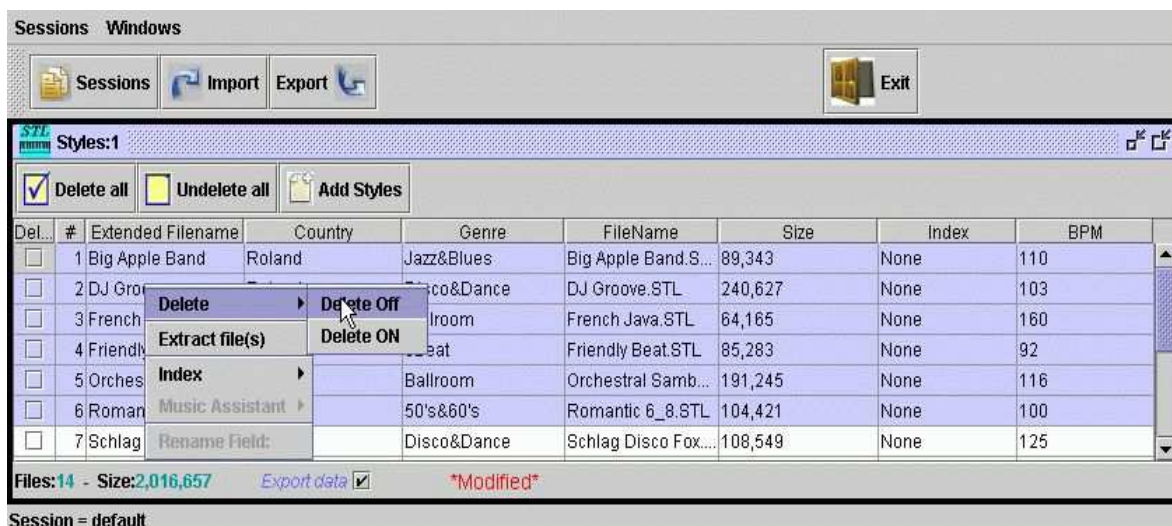 Sessions Windows
Sessions Import Export Exit
STL Styles:1
Delete all Undelete all Add Styles
Del... # Extended Filename Country Genre FileName Size Index BPM
1 Big Apple Band Roland Jazz&Blues Big Apple Band.S... 89,343 None 110
2 DJ Gro sco&Dance DJ Groove.STL 240,627 None 103
3 French lroom French Java.STL 64,165 None 160
4 Friendly eat Friendly Beat.STL 85,283 None 92
5 Orches Ballroom Orchestral Samb... 191,245 None 116
6 Roman 50's&60's Romantic 6_8.STL 104,421 None 100
7 Schlag Disco&Dance Schlag Disco Fox.... 108,549 None 125
Delete
Extract file(s)
Index
Music Assistant
Rename Field:
Delete Off
Delete ON
Files:14 - Size:2,016,657 Export data *Modified*
Session = default